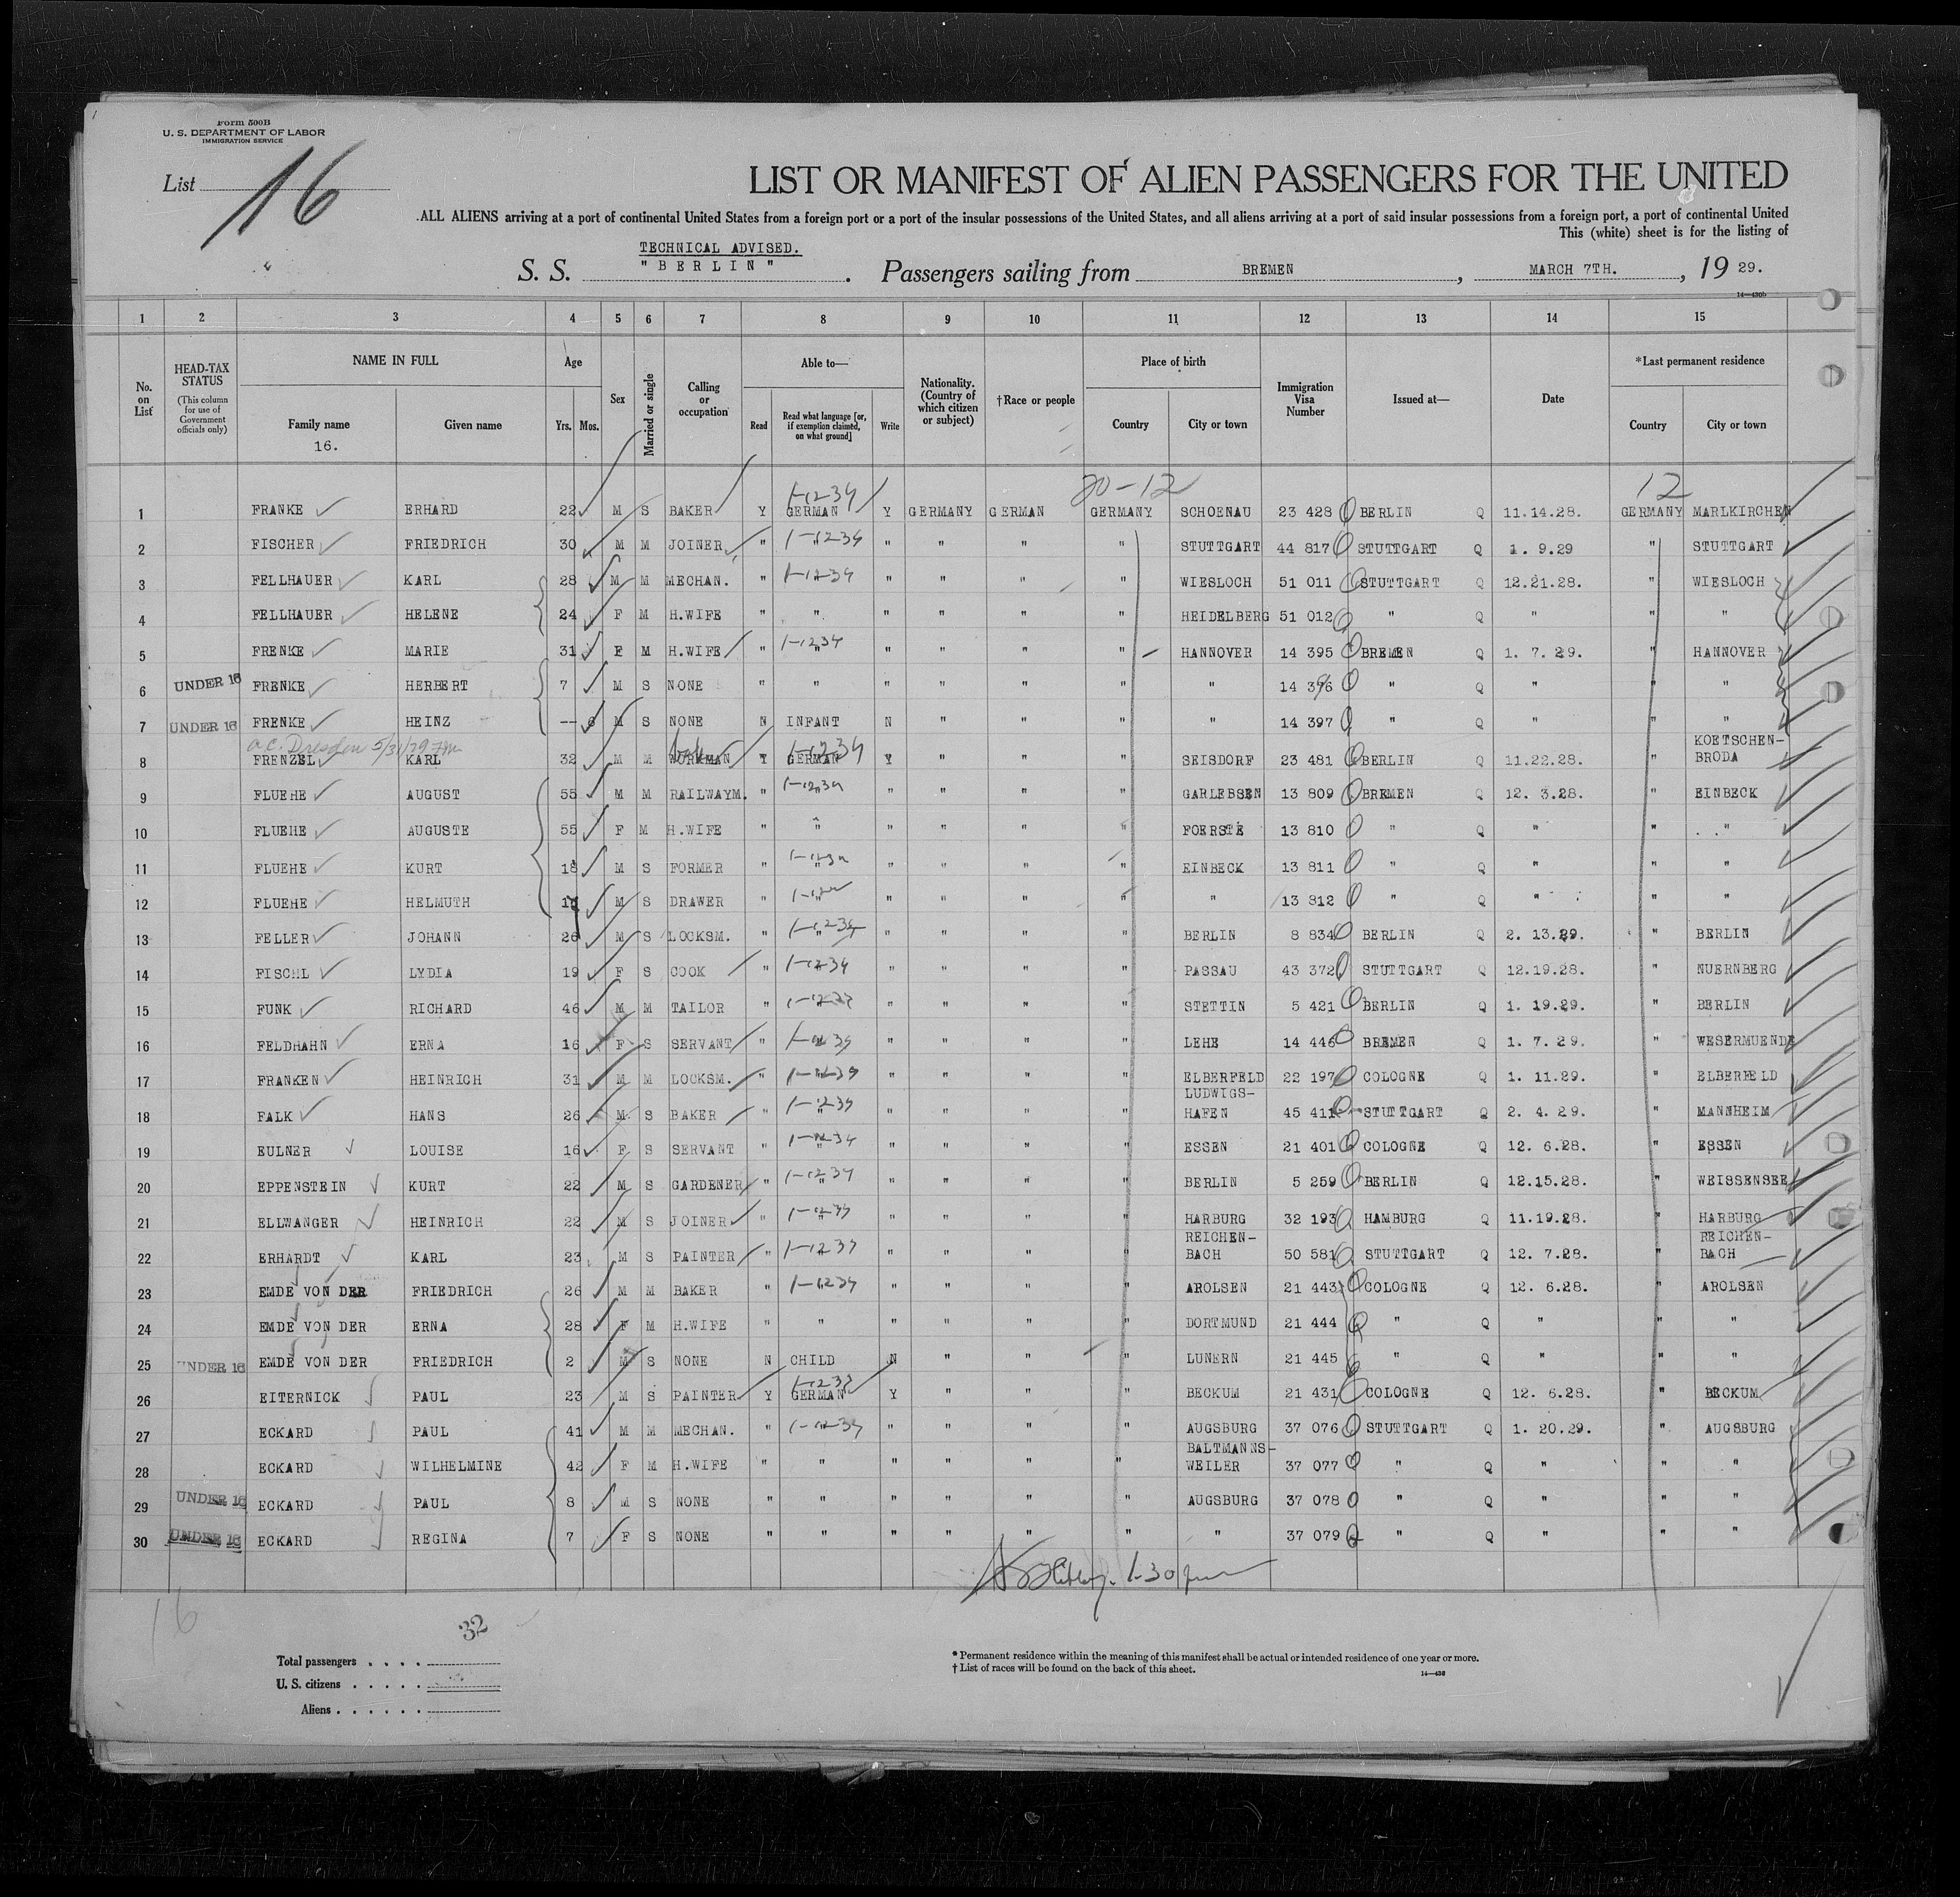 Form 500B
U. S. DEPARTMENT OF LABOR
IMMIGRATION SERVICE
List 16
LIST OR MANIFEST OF ALIEN PASSENGERS FOR THE UNITED
ALL ALIENS arriving at a port of continental United States from a foreign port or a port of the insular possessions of the United States, and all aliens arriving at a port of said insular possessions from a foreign port, a port of continental United
This (white) sheet is for the listing of
TECHNICAL ADVISED.
S. S. "BERLIN". Passengers sailing from BREMEN, MARCH 7TH., 19 29.
14—430b
1 2 3 4 5 6 7 8 9 10 11 12 13 14 15
No. on List HEAD-TAX STATUS (This column for use of Government officials only) NAME IN FULL Family name Given name Age Yrs. Mos. Sex Married or single Calling or occupation Able to— Read Read what language [or, if exemption claimed, on what ground] Write Nationality. (Country of which citizen or subject) †Race or people Place of birth Country City or town Immigration Visa Number Issued at— Date *Last permanent residence Country City or town
16.
20-12 12
1 FRANKE ERHARD 22 M S BAKER Y GERMAN Y GERMANY GERMAN GERMANY SCHOENAU 23 428 BERLIN Q 11.14.28. GERMANY MARLKIRCHEN
2 FISCHER FRIEDRICH 30 M M JOINER " " " " " " STUTTGART 44 817 STUTTGART Q 1. 9.29 " STUTTGART
3 FELLHAUER KARL 28 M M MECHAN. " " " " " " WIESLOCH 51 011 STUTTGART Q 12.21.28. " WIESLOCH
4 FELLHAUER HELENE 24 F M H.WIFE " " " " " " HEIDELBERG 51 012 " Q " " "
5 FRENKE MARIE 31 F M H.WIFE " " " " " " HANNOVER 14 395 BREMEN Q 1. 7. 29. " HANNOVER
6 UNDER 16 FRENKE HERBERT 7 M S NONE " " " " " " " 14 396 " Q " " "
7 UNDER 16 FRENKE HEINZ -- M S NONE N INFANT N " " " " 14 397 " Q " " "
a.c. Dresden 5/31/29
8 FRENZEL KARL 32 M M WORKMAN Y GERMAN Y " " " SEISDORF 23 481 BERLIN Q 11.22.28. " KOETSCHEN-
BRODA
9 FLUEHE AUGUST 55 M M RAILWAYM. " " " " " " GARLEBSEN 13 809 BREMEN Q 12. 3.28. " EINBECK
10 FLUEHE AUGUSTE 55 F M H.WIFE " " " " " " FOERSTE 13 810 " Q " " "
11 FLUEHE KURT 18 M S FORMER " " " " " " EINBECK 13 811 " Q " " "
12 FLUEHE HELMUTH M S DRAWER " " " " " " " 13 812 " Q " " "
13 FELLER JOHANN 26 M S LOCKSM. " " " " " " BERLIN 8 834 BERLIN Q 2. 13.29. " BERLIN
14 FISCHL LYDIA 19 F S COOK " " " " " " PASSAU 43 372 STUTTGART Q 12.19.28. " NUERNBERG
15 FUNK RICHARD 46 M M TAILOR " " " " " " STETTIN 5 421 BERLIN Q 1. 19.29. " BERLIN
16 FELDHAHN ERNA 16 F S SERVANT " " " " " " LEHE 14 446 BREMEN Q 1. 7. 29. " WESERMUENDE
17 FRANKEN HEINRICH 31 M M LOCKSM. " " " " " " ELBERFELD 22 197 COLOGNE Q 1. 11.29. " ELBERFELD
18 FALK HANS 26 M S BAKER " " " " " " LUDWIGS-
HAFEN 45 411 STUTTGART Q 2. 4. 29. " MANNHEIM
19 EULNER LOUISE 16 F S SERVANT " " " " " " ESSEN 21 401 COLOGNE Q 12. 6.28. " ESSEN
20 EPPENSTEIN KURT 22 M S GARDENER " " " " " " BERLIN 5 259 BERLIN Q 12.15.28. " WEISSENSEE
21 ELLWANGER HEINRICH 22 M S JOINER " " " " " " HARBURG 32 193 HAMBURG Q 11.19.28. " HARBURG
22 ERHARDT KARL 23 M S PAINTER " " " " " " REICHEN-
BACH 50 581 STUTTGART Q 12. 7.28. " REICHEN-
BACH
23 EMDE VON DER FRIEDRICH 26 M M BAKER " " " " " " AROLSEN 21 443 COLOGNE Q 12. 6.28. " AROLSEN
24 EMDE VON DER ERNA 28 F M H.WIFE " " " " " " DORTMUND 21 444 " Q " " "
25 UNDER 16 EMDE VON DER FRIEDRICH 2 M S NONE N CHILD N " " " LUNERN 21 445 " Q " " "
26 EITERNICK PAUL 23 M S PAINTER Y GERMAN Y " " " BECKUM 21 431 COLOGNE Q 12. 6.28. " BECKUM
27 ECKARD PAUL 41 M M MECHAN. " " " " " " AUGSBURG 37 076 STUTTGART Q 1. 20.29. " AUGSBURG
28 ECKARD WILHELMINE 42 F M H.WIFE " " " " " " BALTMANNS-
WEILER 37 077 " Q " " "
29 UNDER 16 ECKARD PAUL 8 M S NONE " " " " " " AUGSBURG 37 078 " Q " " "
30 UNDER 16 ECKARD REGINA 7 F S NONE " " " " " " " 37 079 " Q " " "
1-30 pm
16
32
Total passengers
U. S. citizens
Aliens
* Permanent residence within the meaning of this manifest shall be actual or intended residence of one year or more.
† List of races will be found on the back of this sheet.
14—430